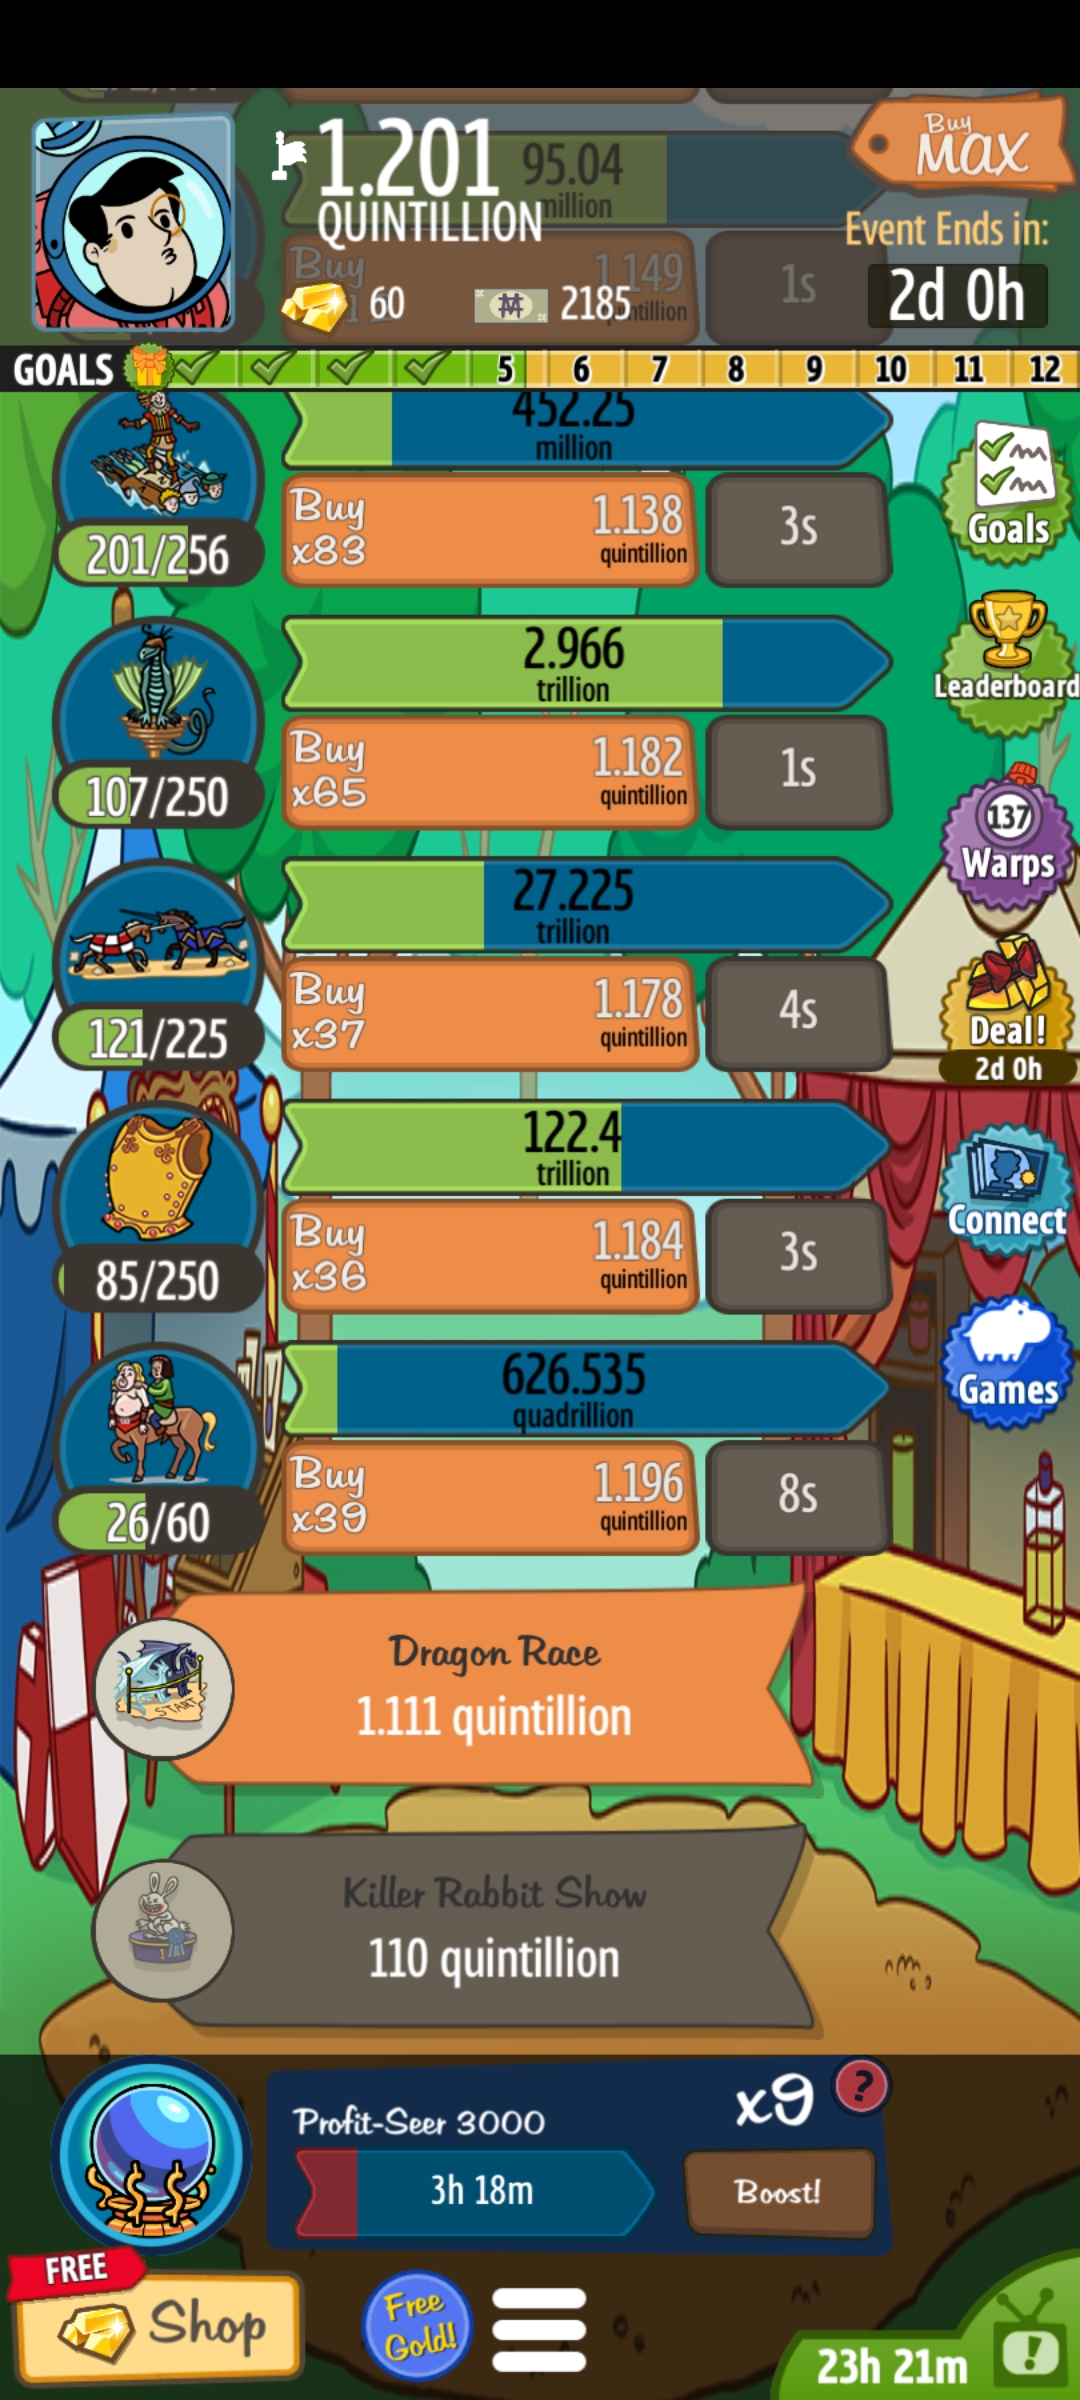 1.201
QUINTILLION
95.04
million
Buy
MAX
Event Ends in:
2d 0h
Buy
1.149
1s
60
2185
GOALS
5 6 7 8 9 10 11 12
452.25
million
Buy
x83
1.138
quintillion
3s
201/256
Goals
2.966
trillion
Leaderboard
Buy
x65
1.182
quintillion
1s
107/250
137
Warps
27.225
trillion
Buy
x37
1.178
quintillion
4s
121/225
Deal!
2d 0h
122.4
trillion
Buy
x36
1.184
quintillion
3s
85/250
Connect
626.535
quadrillion
Games
Buy
x39
1.196
quintillion
8s
26/60
START
Dragon Race
1.111 quintillion
1
Killer Rabbit Show
110 quintillion
Profit-Seer 3000
x9
?
3h 18m
Boost!
FREE
Shop
Free
Gold!
!
23h 21m